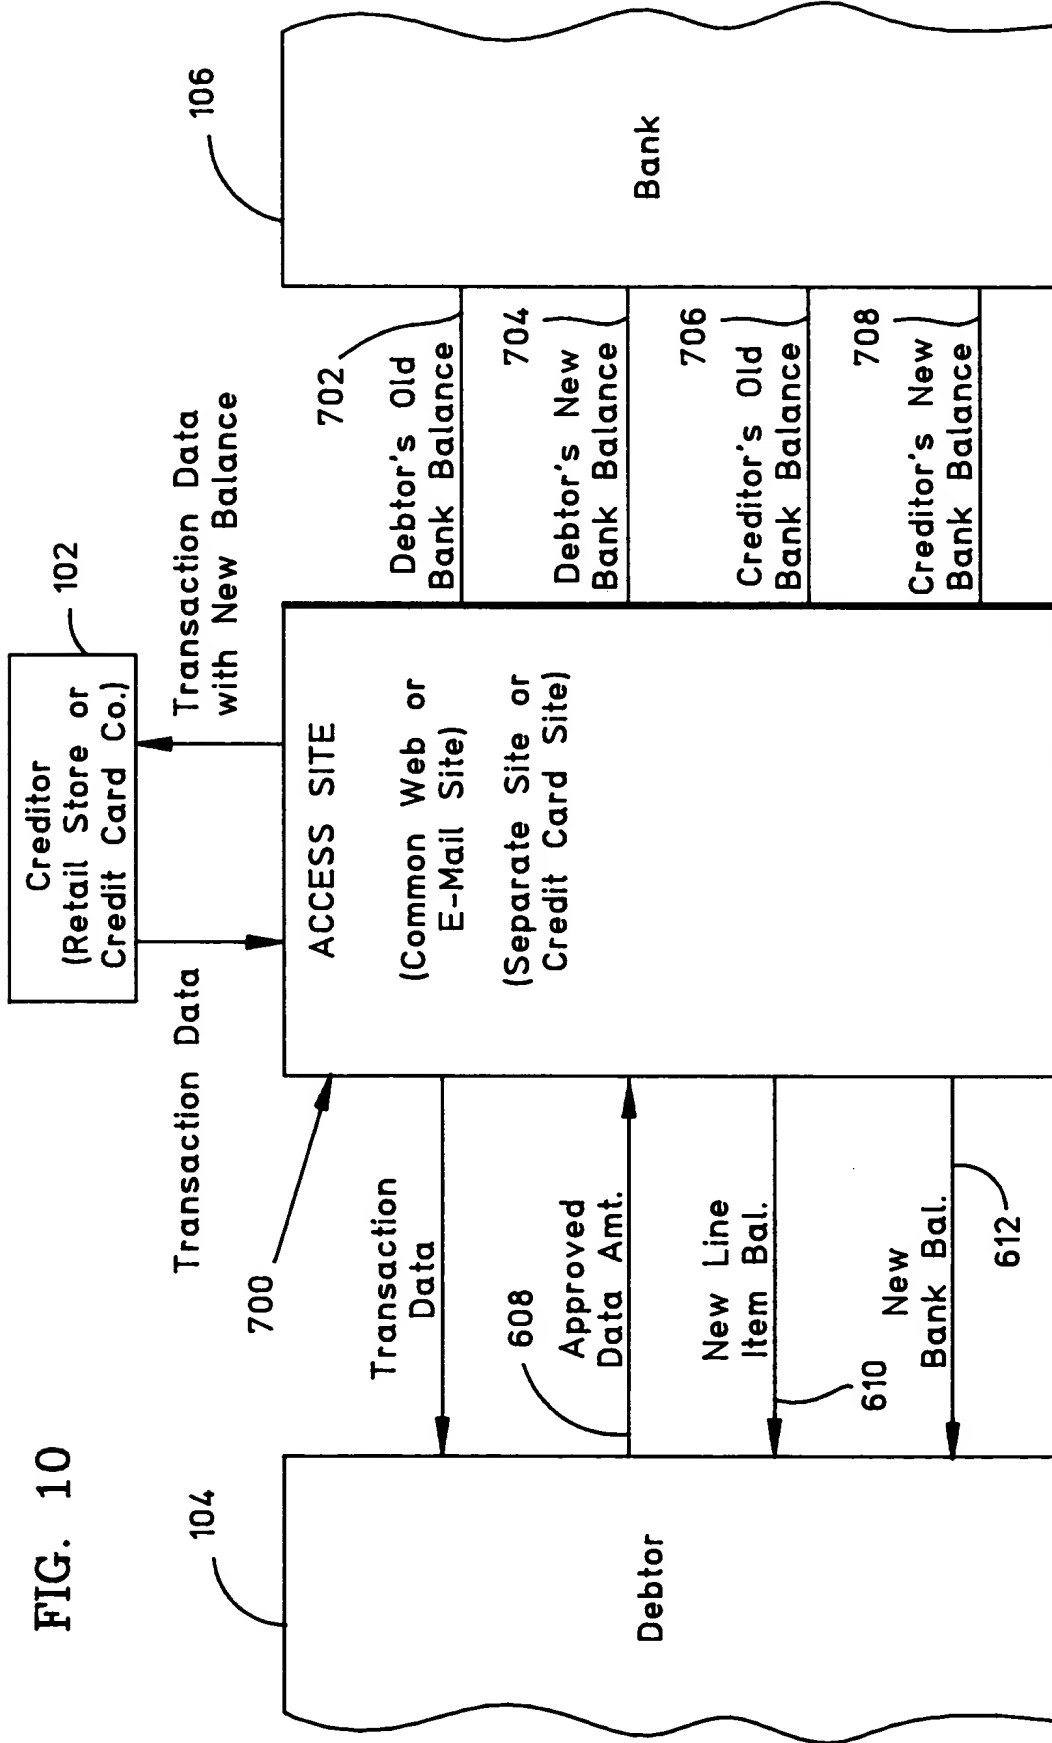 FIG. 10
Creditor
(Retail Store or
Credit Card Co.)
102
Transaction Data
Transaction Data
with New Balance
104
700
106
ACCESS SITE
(Common Web or
E-Mail Site)
(Separate Site or
Credit Card Site)
Debtor
Transaction
Data
608
Approved
Data Amt.
New Line
Item Bal.
610
New
Bank Bal.
612
702
Debtor's Old
Bank Balance
704
Debtor's New
Bank Balance
706
Creditor's Old
Bank Balance
708
Creditor's New
Bank Balance
Bank